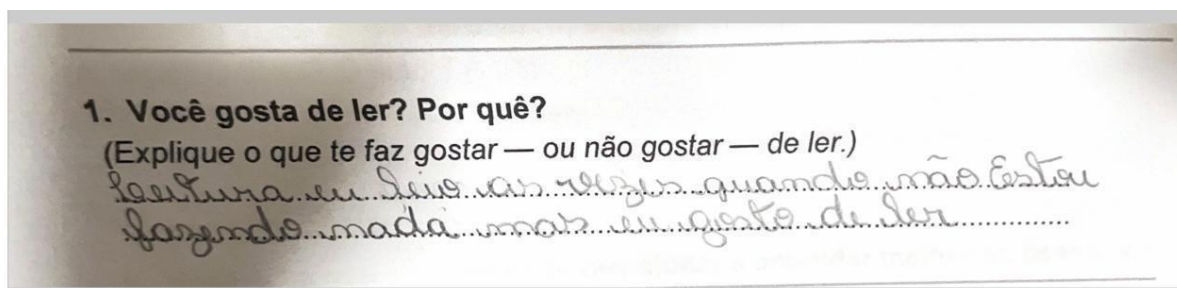 1. Você gosta de ler? Por quê?
(Explique o que te faz gostar — ou não gostar — de ler.)
leitura eu leio as vezes quando não Estou
fazendo nada mas eu gosto de ler